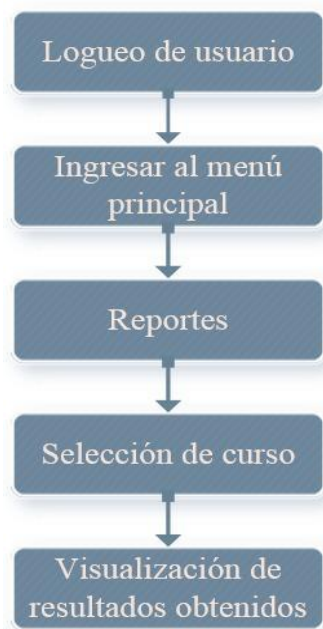 Logueo de usuario
Ingresar al menú
principal
Reportes
Selección de curso
Visualización de
resultados obtenidos